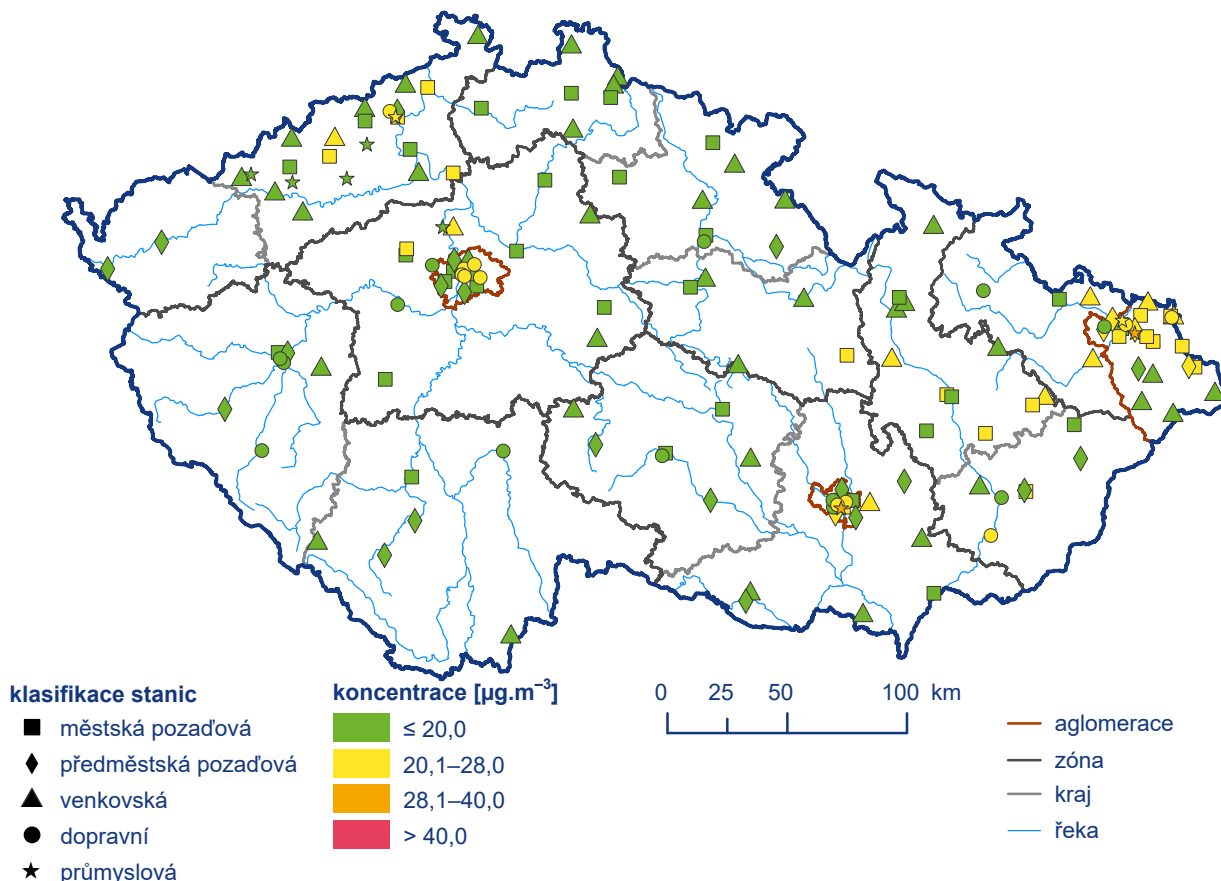 klasifikace stanic
městská pozaďová
předměstská pozaďová
venkovská
dopravní
průmyslová
koncentrace [µg.m⁻³]
≤ 20,0
20,1–28,0
28,1–40,0
> 40,0
0 25 50 100 km
aglomerace
zóna
kraj
řeka